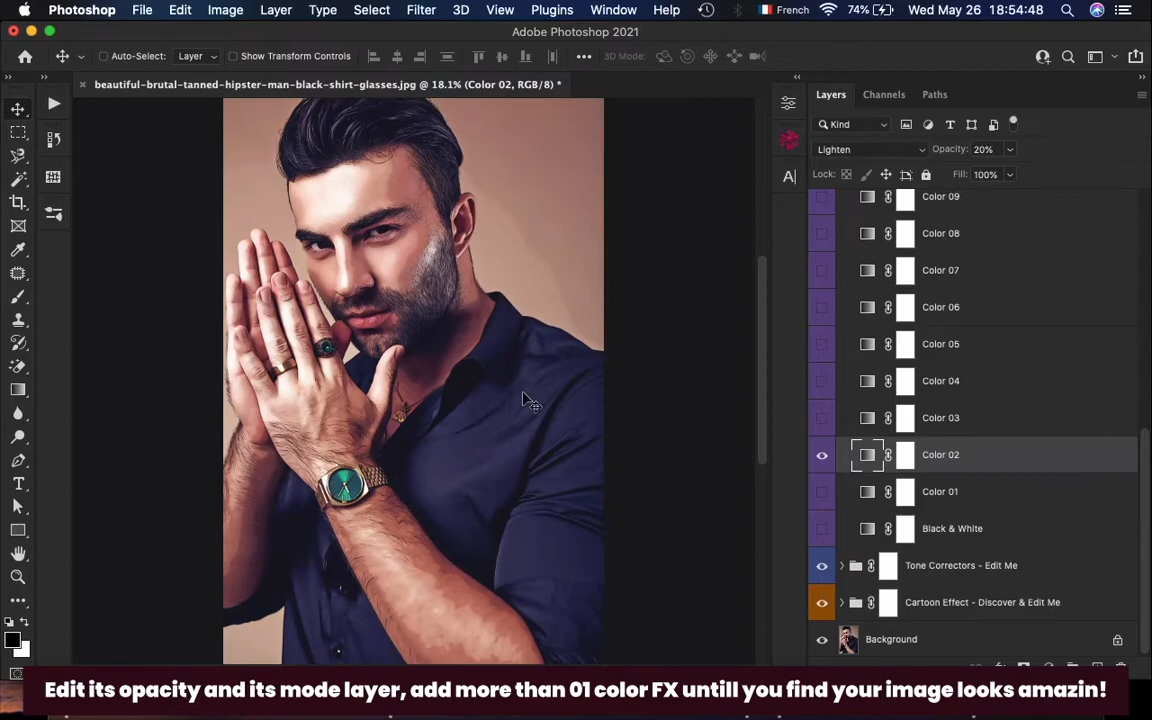 Photoshop File Edit Image Layer Type Select Filter 3D View Plugins Window Help French 74% Wed May 26 18:54:48
Adobe Photoshop 2021
Auto-Select: Layer Show Transform Controls 3D Mode:
beautiful-brutal-tanned-hipster-man-black-shirt-glasses.jpg @ 18.1% (Color 02, RGB/8) *
Layers Channels Paths
Kind
Lighten Opacity: 20%
Lock: Fill: 100%
Color 09
Color 08
Color 07
Color 06
Color 05
Color 04
Color 03
Color 02
Color 01
Black & White
Tone Correctors - Edit Me
Cartoon Effect - Discover & Edit Me
Background
Edit its opacity and its mode layer, add more than 01 color FX untill you find your image looks amazin!